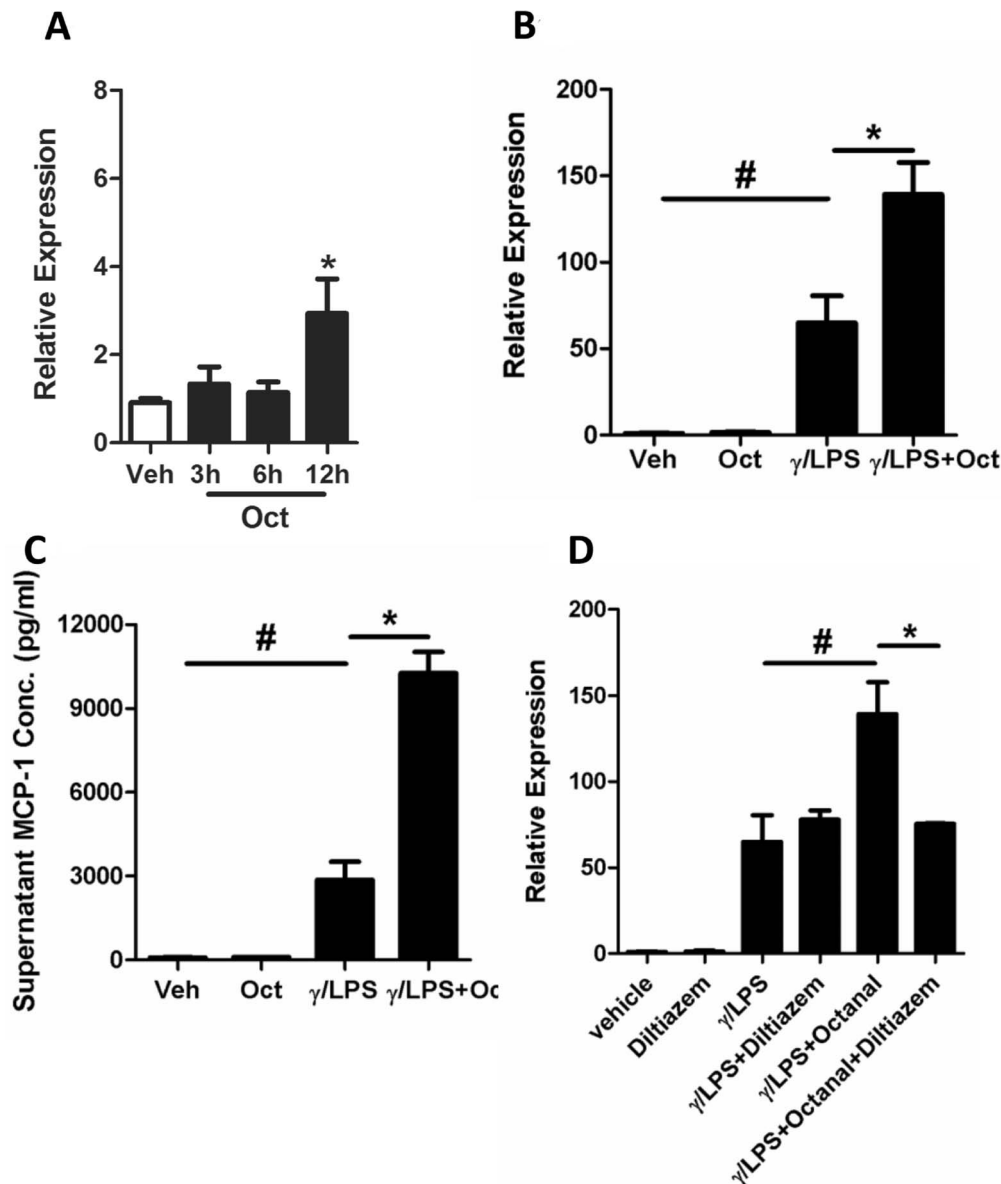 A
Relative Expression
8
6
4
2
0
*
Veh 3h 6h 12h
Oct
B
Relative Expression
200
150
100
50
0
#
*
Veh Oct γ/LPS γ/LPS+Oct
C
Supernatant MCP-1 Conc. (pg/ml)
12000
9000
6000
3000
0
#
*
Veh Oct γ/LPS γ/LPS+Oc
D
Relative Expression
200
150
100
50
0
#
*
vehicle
Diltiazem
γ/LPS
γ/LPS+Diltiazem
γ/LPS+Octanal
γ/LPS+Octanal+Diltiazem